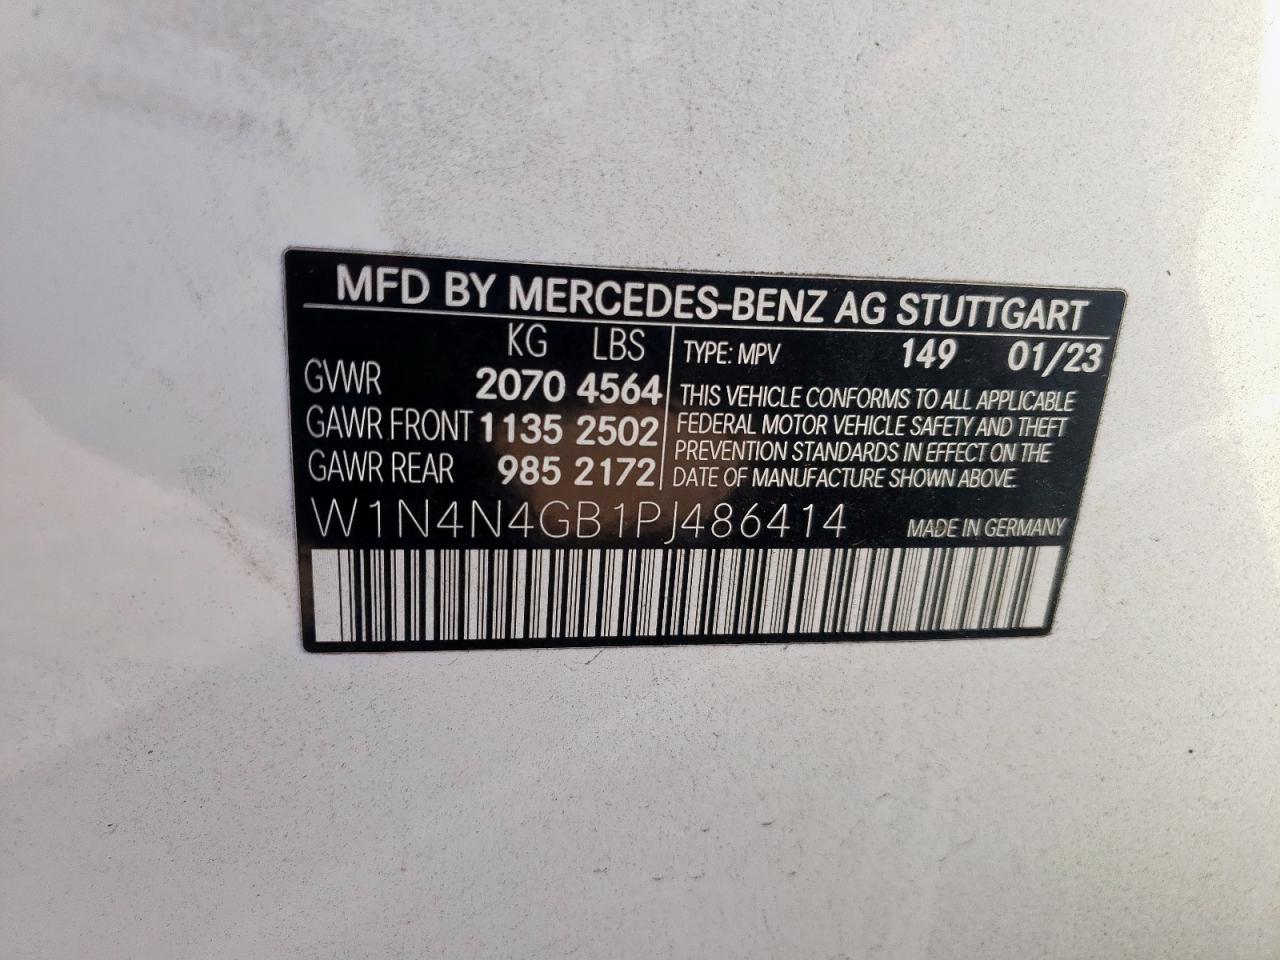 MFD BY MERCEDES-BENZ AG STUTTGART
KG LBS
GVWR 2070 4564
GAWR FRONT 1135 2502
GAWR REAR 985 2172
TYPE: MPV 149 01/23
THIS VEHICLE CONFORMS TO ALL APPLICABLE
FEDERAL MOTOR VEHICLE SAFETY AND THEFT
PREVENTION STANDARDS IN EFFECT ON THE
DATE OF MANUFACTURE SHOWN ABOVE.
W1N4N4GB1PJ486414 MADE IN GERMANY